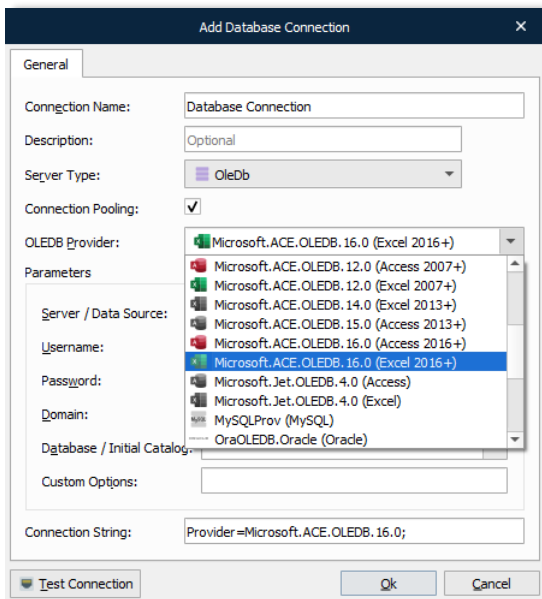 Add Database Connection
General
Connection Name: Database Connection
Description: Optional
Server Type: OleDb
Connection Pooling:
OLEDB Provider: Microsoft.ACE.OLEDB.16.0 (Excel 2016+)
Microsoft.ACE.OLEDB.12.0 (Access 2007+)
Parameters
Microsoft.ACE.OLEDB.12.0 (Excel 2007+)
Microsoft.ACE.OLEDB.14.0 (Excel 2013+)
Server / Data Source:
Microsoft.ACE.OLEDB.15.0 (Access 2013+)
Microsoft.ACE.OLEDB.16.0 (Access 2016+)
Username:
Microsoft.ACE.OLEDB.16.0 (Excel 2016+)
Password:
Microsoft.Jet.OLEDB.4.0 (Access)
Microsoft.Jet.OLEDB.4.0 (Excel)
Domain:
MySQLProv (MySQL)
OraOLEDB.Oracle (Oracle)
Database / Initial Catalog:
Custom Options:
Connection String: Provider=Microsoft.ACE.OLEDB.16.0;
Test Connection
Ok
Cancel